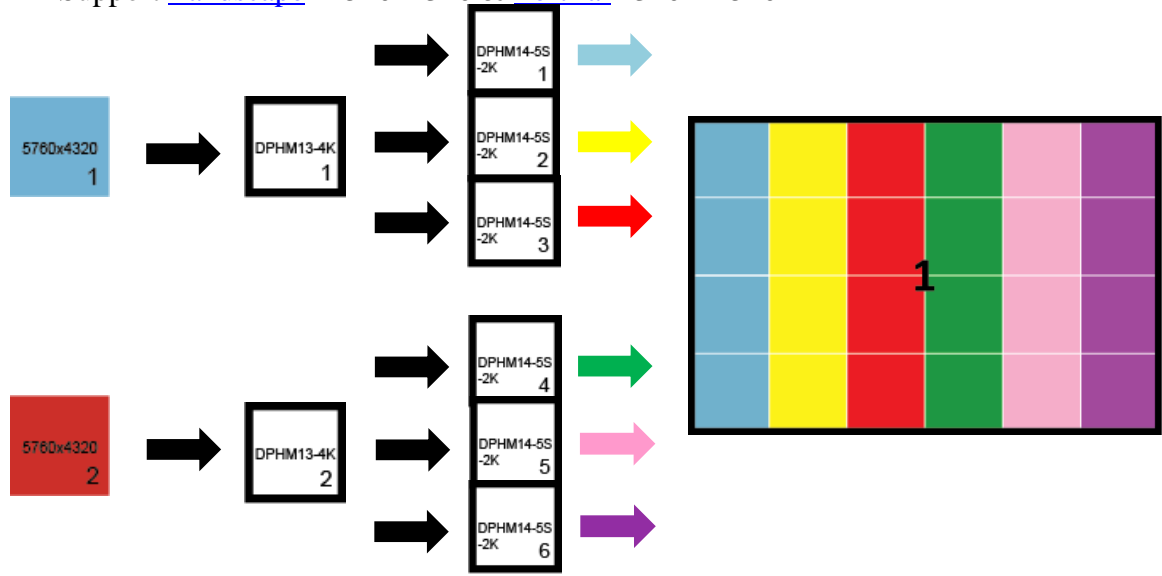 Support
DPHM14-5S
-2K 1
5760x4320
1
DPHM13-4K
1
DPHM14-5S
-2K 2
DPHM14-5S
-2K 3
1
5760x4320
2
DPHM13-4K
2
DPHM14-5S
-2K 4
DPHM14-5S
-2K 5
DPHM14-5S
-2K 6